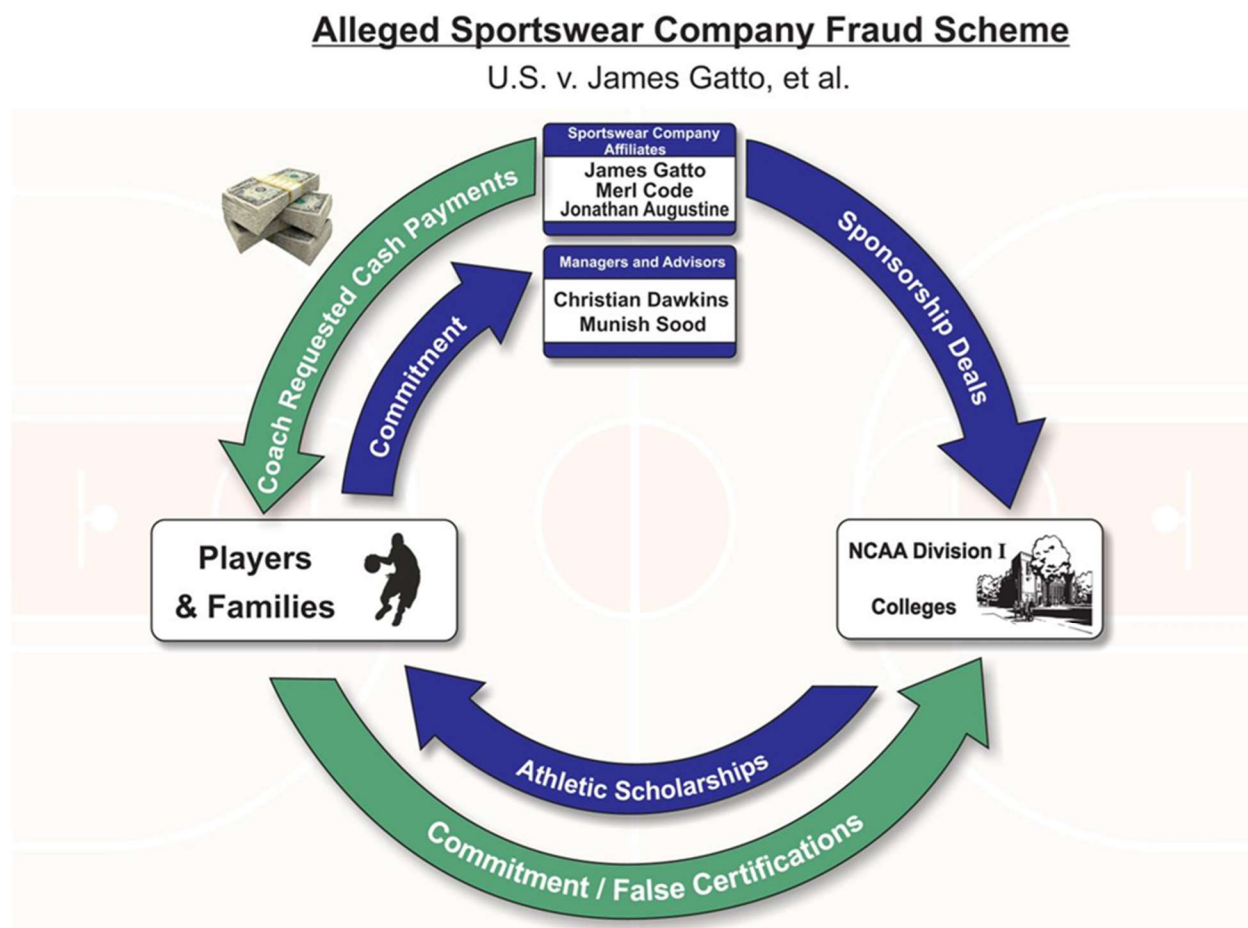 Alleged Sportswear Company Fraud Scheme
U.S. v. James Gatto, et al.
Sportswear Company
Affiliates
James Gatto
Merl Code
Jonathan Augustine
Managers and Advisors
Christian Dawkins
Munish Sood
Coach Requested Cash Payments
Commitment
Sponsorship Deals
Players
& Families
NCAA Division I
Colleges
Athletic Scholarships
Commitment / False Certifications